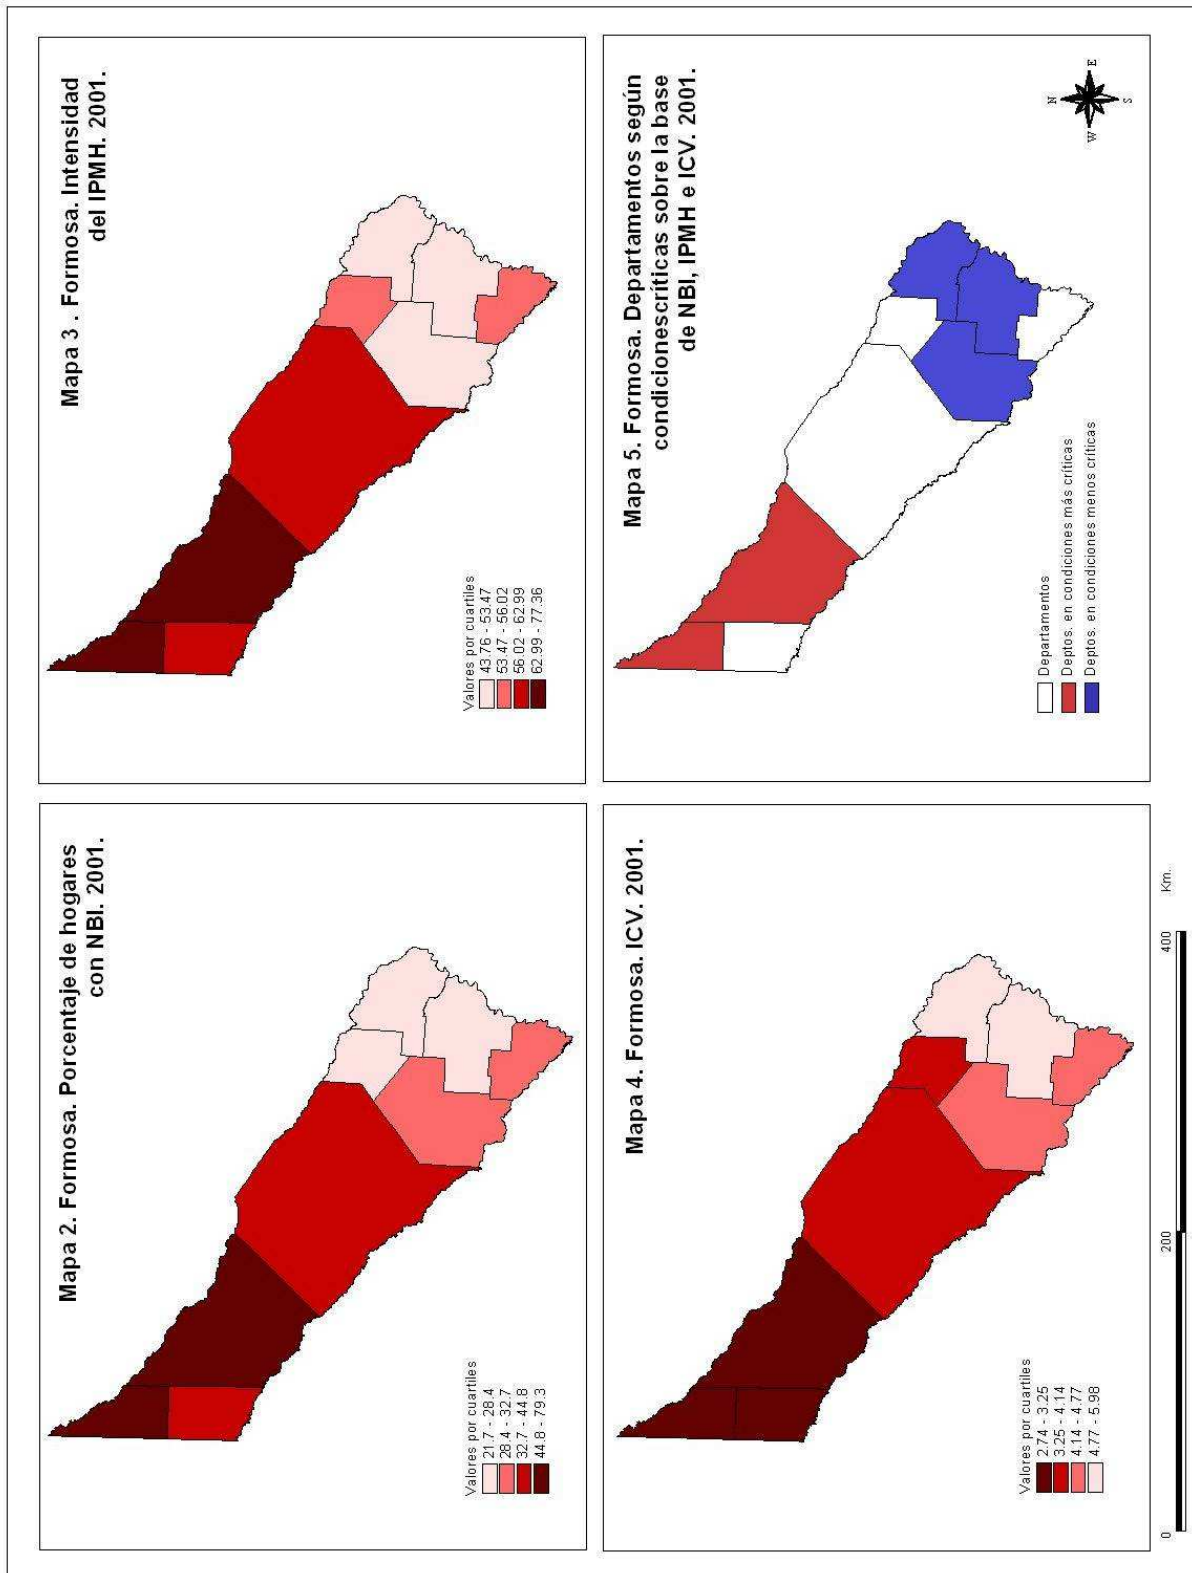 Mapa 2. Formosa. Porcentaje de hogares
con NBI. 2001.
Valores por cuartiles
21.7 - 28.4
28.4 - 32.7
32.7 - 44.8
44.8 - 79.3
Mapa 3 . Formosa. Intensidad
del IPMH. 2001.
Valores por cuartiles
43.76 - 53.47
53.47 - 56.02
56.02 - 62.99
62.99 - 77.36
Mapa 4. Formosa. ICV. 2001.
Valores por cuartiles
2.74 - 3.25
3.25 - 4.14
4.14 - 4.77
4.77 - 5.98
Mapa 5. Formosa. Departamentos según
condicionescríticas sobre la base
de NBI, IPMH e ICV. 2001.
Departamentos
Deptos. en condiciones más críticas
Deptos. en condiciones menos críticas
N
W
E
S
0
200
400
Km.